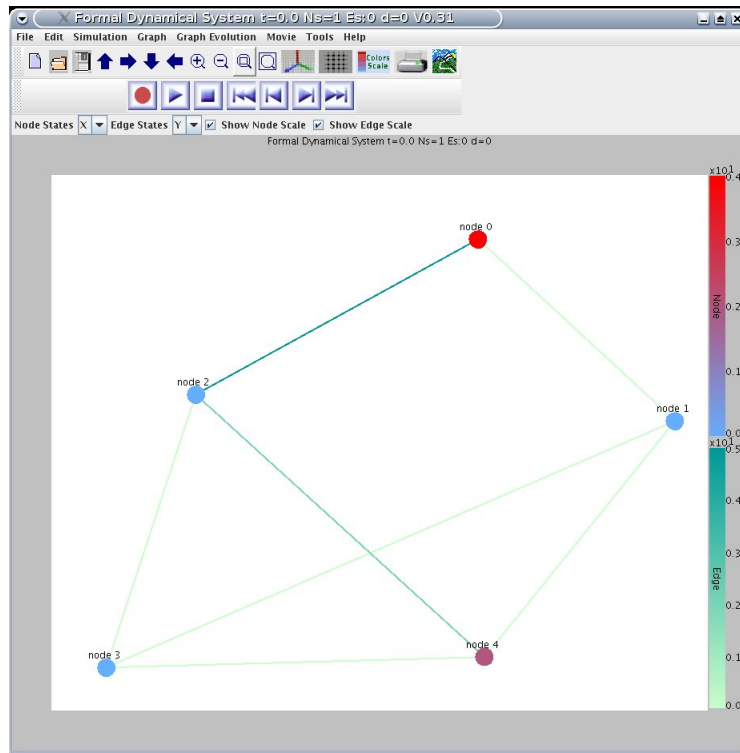 Formal Dynamical System t=0.0 Ns=1 Es:0 d=0 V0.31
File Edit Simulation Graph Graph Evolution Movie Tools Help
Colors Scale
Node States X Edge States Y Show Node Scale Show Edge Scale
Formal Dynamical System t=0.0 Ns=1 Es:0 d=0
x10¹
0.4
node 0
0.3
Node
0.2
0.1
node 2
node 1
0.0
x10¹
0.5
0.4
0.3
Edge
0.2
node 4
node 3
0.1
0.0